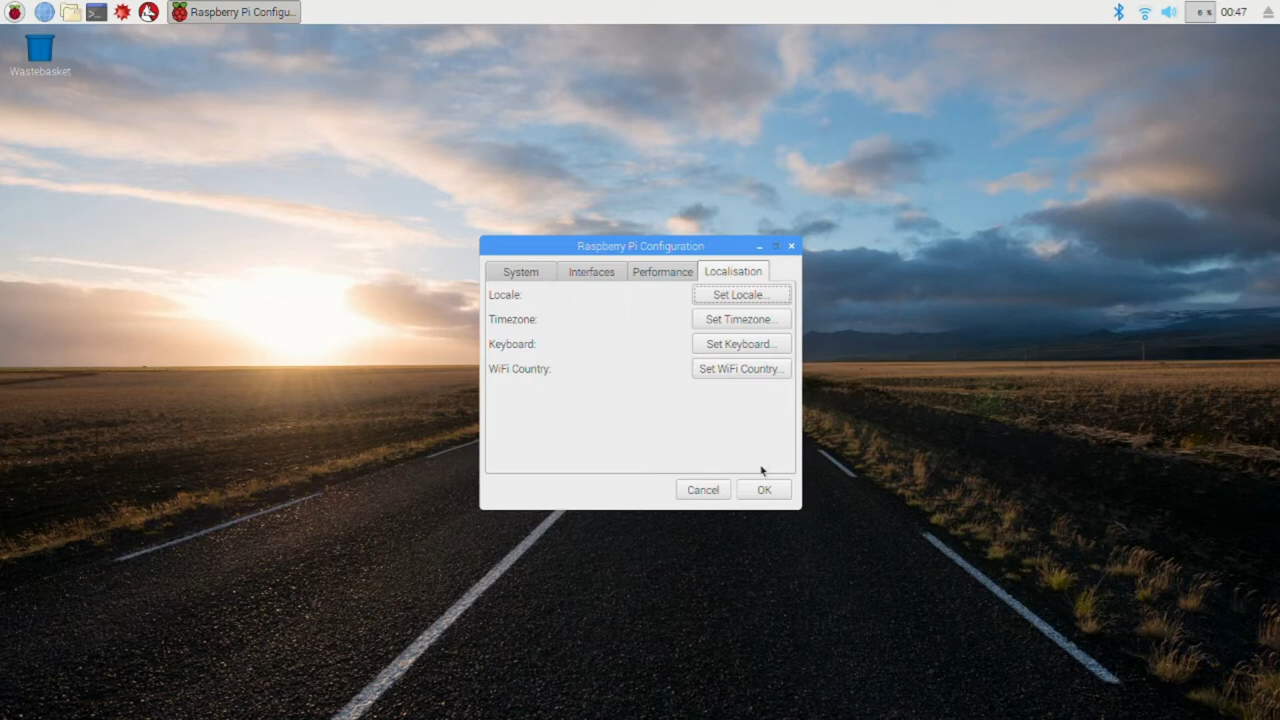 Raspberry Pi Configu...
0 %
00:47
Wastebasket
Raspberry Pi Configuration
System
Interfaces
Performance
Localisation
Locale:
Set Locale...
Timezone:
Set Timezone...
Keyboard:
Set Keyboard...
WiFi Country:
Set WiFi Country...
Cancel
OK